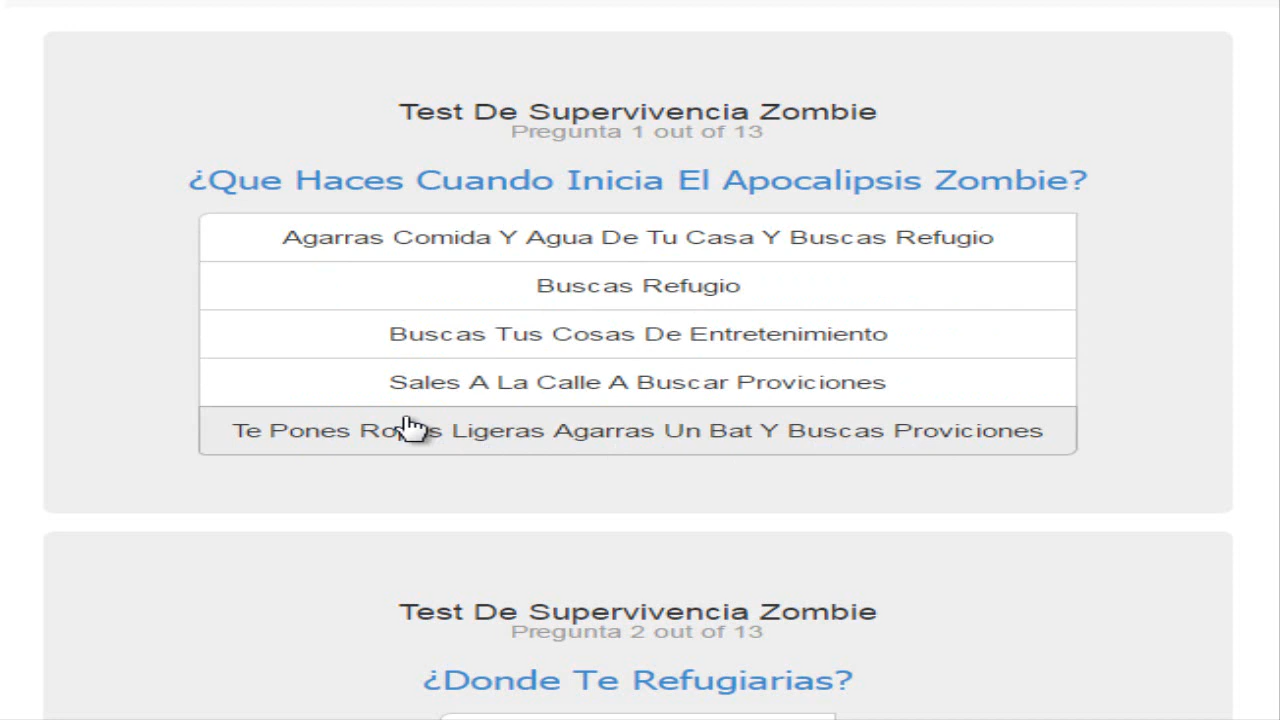 Test De Supervivencia Zombie
Pregunta 1 out of 13
¿Que Haces Cuando Inicia El Apocalipsis Zombie?
Agarras Comida Y Agua De Tu Casa Y Buscas Refugio
Buscas Refugio
Buscas Tus Cosas De Entretenimiento
Sales A La Calle A Buscar Proviciones
Te Pones Ropas Ligeras Agarras Un Bat Y Buscas Proviciones
Test De Supervivencia Zombie
Pregunta 2 out of 13
¿Donde Te Refugiarias?